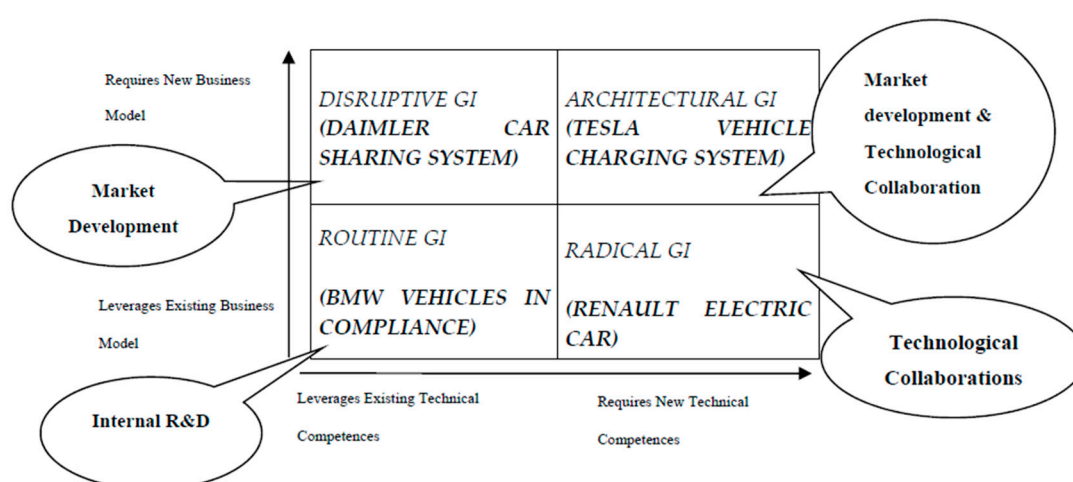 Requires New Business
Model
DISRUPTIVE GI
(DAIMLER CAR
SHARING SYSTEM)
ARCHITECTURAL GI
(TESLA VEHICLE
CHARGING SYSTEM)
Market
development &
Technological
Collaboration
Market
Development
ROUTINE GI
(BMW VEHICLES IN
COMPLIANCE)
RADICAL GI
(RENAULT ELECTRIC
CAR)
Leverages Existing Business
Model
Technological
Collaborations
Internal R&D
Leverages Existing Technical
Competences
Requires New Technical
Competences